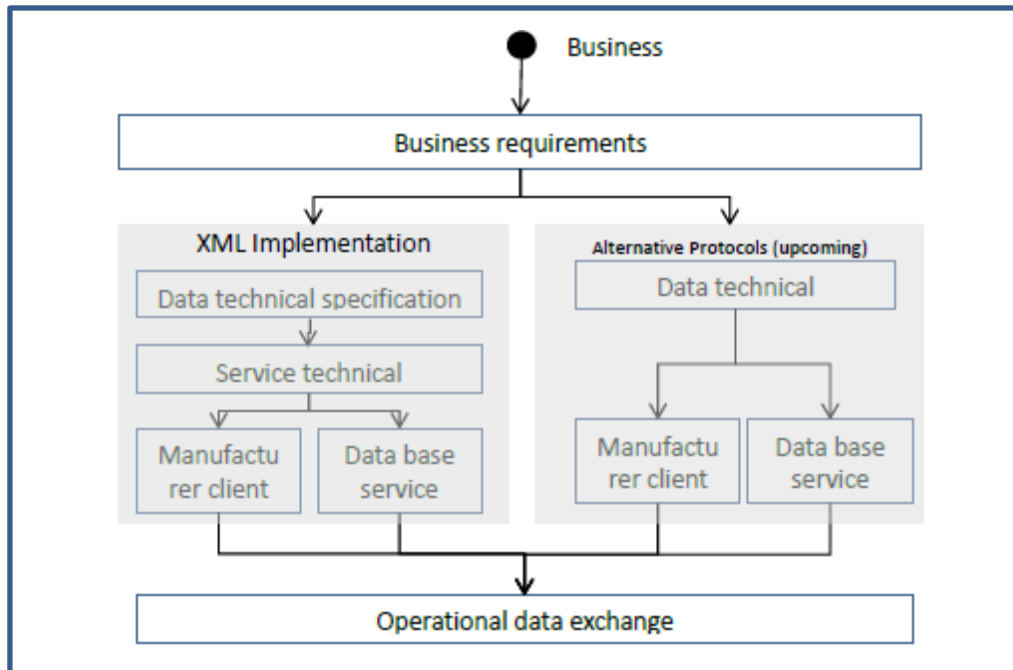 Business
Business requirements
XML Implementation
Data technical specification
Service technical
Manufactu
rer client
Data base
service
Alternative Protocols (upcoming)
Data technical
Manufactu
rer client
Data base
service
Operational data exchange